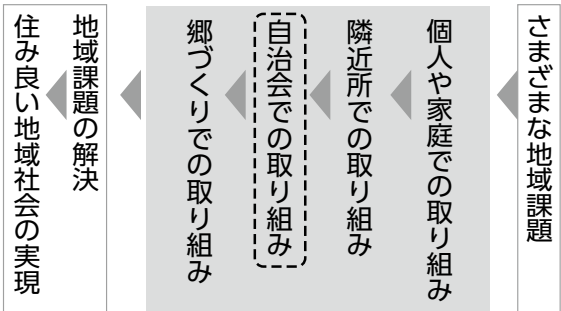 さまざまな地域課題
個人や家庭での取り組み
隣近所での取り組み
自治会での取り組み
郷づくりでの取り組み
地域課題の解決
住み良い地域社会の実現